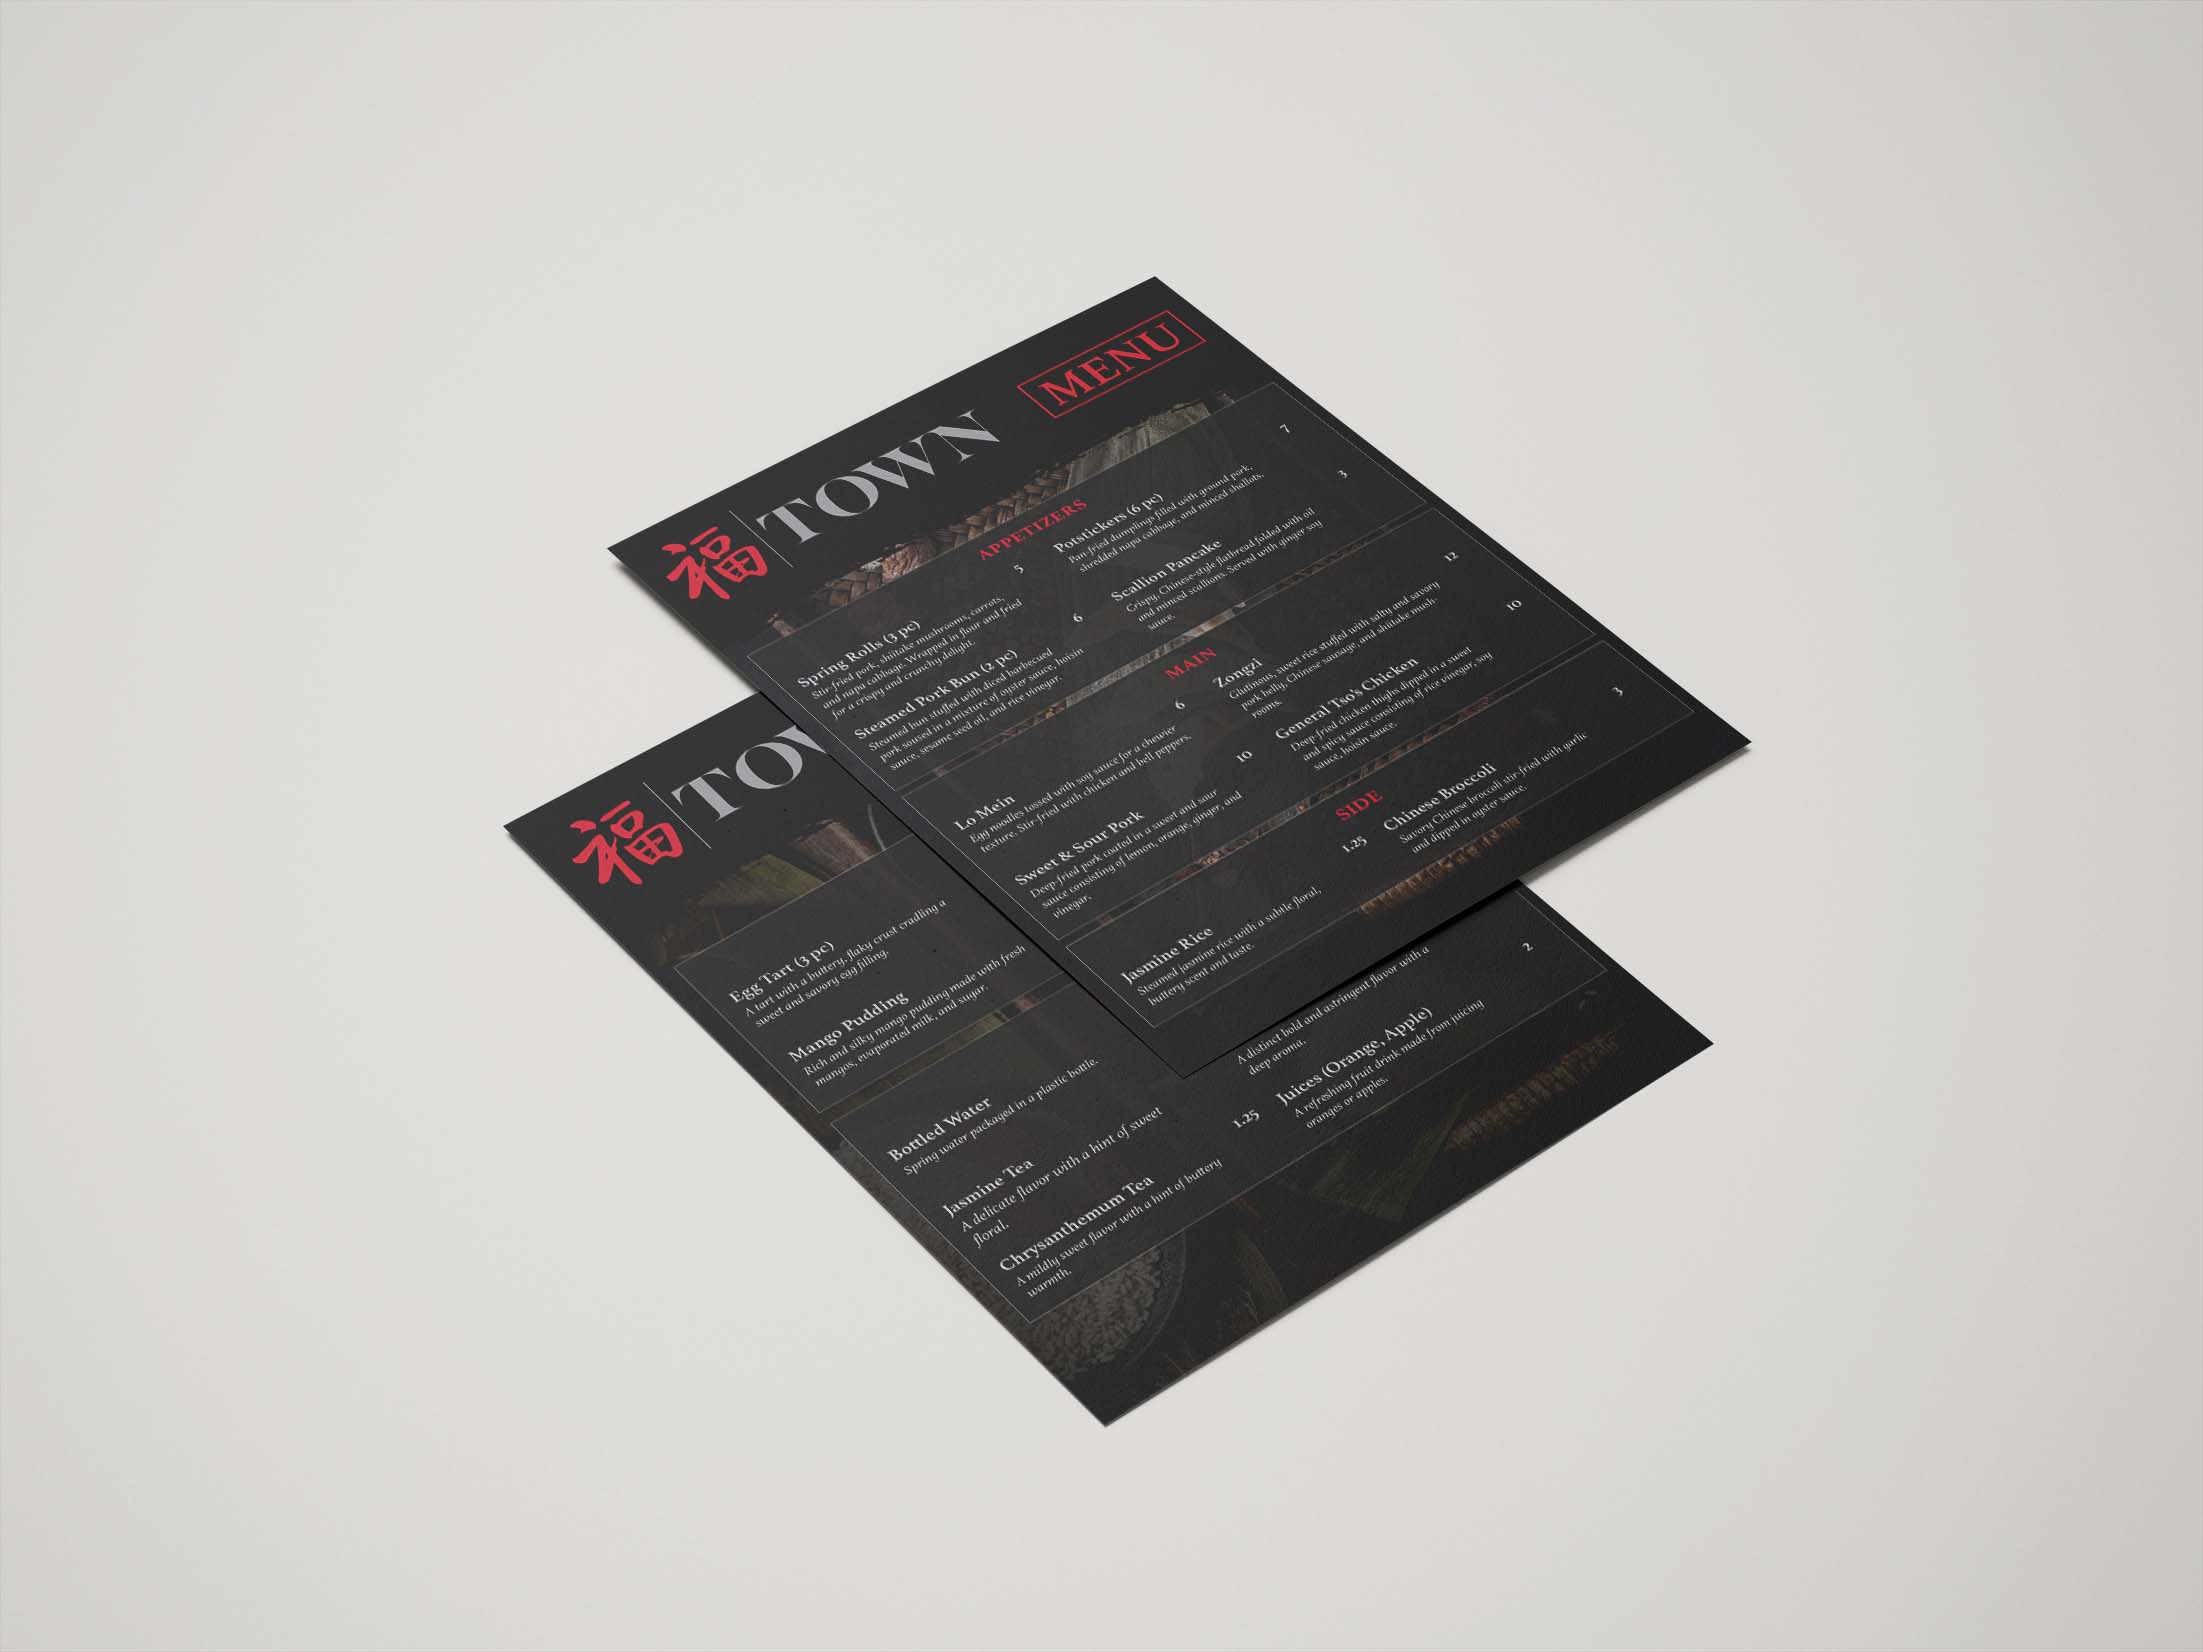 福 TOWN
MENU
APPETIZERS
Spring Rolls (3 pc) 5
Stir-fried pork, shiitake mushrooms, carrots,
and napa cabbage. Wrapped in flour and fried
for a crispy and crunchy delight.
Steamed Pork Bun (2 pc) 6
Steamed bun stuffed with diced barbecued
pork soused in a mixture of oyster sauce, hoisin
sauce, sesame seed oil, and rice vinegar.
Potstickers (6 pc) 7
Pan-fried dumplings filled with ground pork,
shredded napa cabbage, and minced shallots.
Scallion Pancake 3
Crispy, Chinese-style flatbread folded with oil
and minced scallions. Served with ginger soy
sauce.
MAIN
Lo Mein 6
Egg noodles tossed with soy sauce for a chewier
texture. Stir-fried with chicken and bell peppers.
Sweet & Sour Pork 10
Deep-fried pork coated in a sweet and sour
sauce consisting of lemon, orange, ginger, and
vinegar.
Zongzi 12
Glutinous, sweet rice stuffed with salty and savory
pork belly, Chinese sausage, and shiitake mush-
rooms.
General Tso's Chicken 10
Deep-fried chicken thighs dipped in a sweet
and spicy sauce consisting of rice vinegar, soy
sauce, hoisin sauce.
SIDE
Jasmine Rice 1.25
Steamed jasmine rice with a subtle floral,
buttery scent and taste.
Chinese Broccoli 3
Savory Chinese broccoli stir-fried with garlic
and dipped in oyster sauce.
福 TOW
Egg Tart (3 pc)
A tart with a buttery, flaky crust cradling a
sweet and savory egg filling.
Mango Pudding
Rich and silky mango pudding made with fresh
mangos, evaporated milk, and sugar.
Bottled Water
Spring water packaged in a plastic bottle.
Jasmine Tea
A delicate flavor with a hint of sweet
floral.
Chrysanthemum Tea 1.25
A mildly sweet flavor with a hint of buttery
warmth.
A distinct bold and astringent flavor with a
deep aroma.
Juices (Orange, Apple) 2
A refreshing fruit drink made from juicing
oranges or apples.